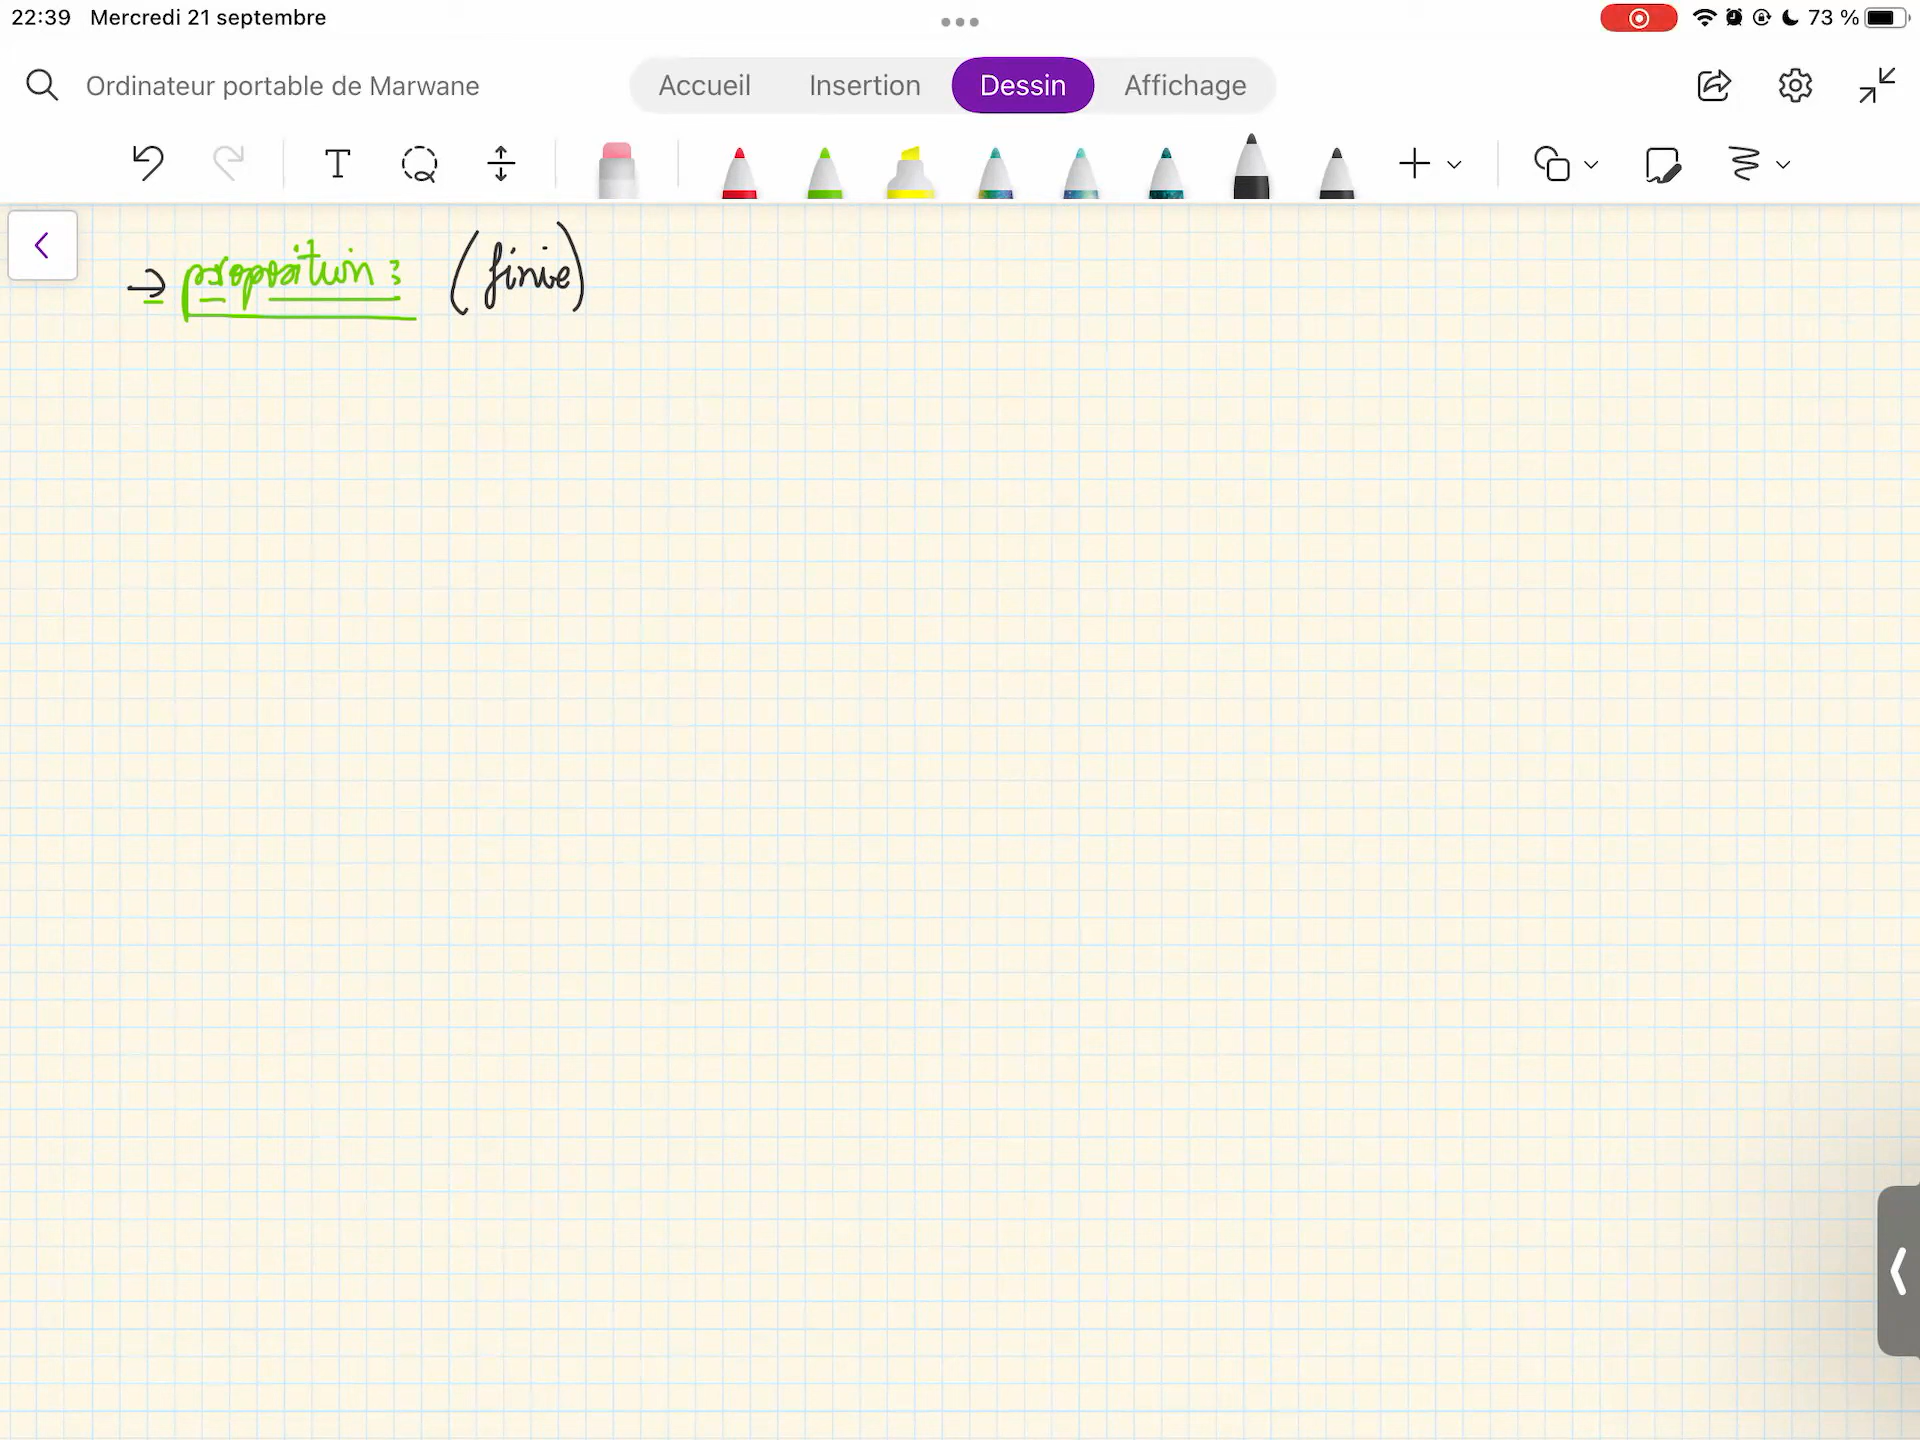 22:39 Mercredi 21 septembre 73 %
Ordinateur portable de Marwane Accueil Insertion Dessin Affichage
T
→ proposition : (finie)